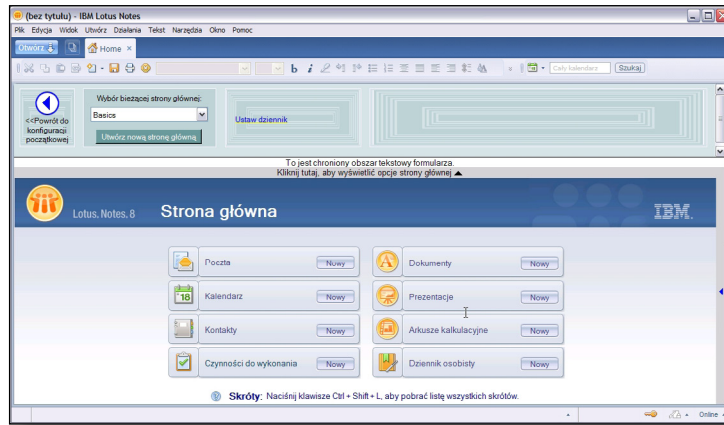 (bez tytułu) - IBM Lotus Notes
Plik Edycja Widok Utwórz Działania Tekst Narzędzia Okno Pomoc
Otwórz Home ×
Cały kalendarz Szukaj
Wybór bieżącej strony głównej:
<<Powrót do konfiguracji początkowej
Basics
Ustaw dziennik
Utwórz nową stronę główną
To jest chroniony obszar tekstowy formularza.
Kliknij tutaj, aby wyświetlić opcje strony głównej
Lotus. Notes. 8 Strona główna IBM.
Poczta Nowy Dokumenty Nowy
18 Kalendarz Nowy Prezentacje Nowy
Kontakty Nowy Arkusze kalkulacyjne Nowy
Czynności do wykonania Nowy Dziennik osobisty Nowy
Skróty: Naciśnij klawisze Ctrl + Shift + L, aby pobrać listę wszystkich skrótów.
Online